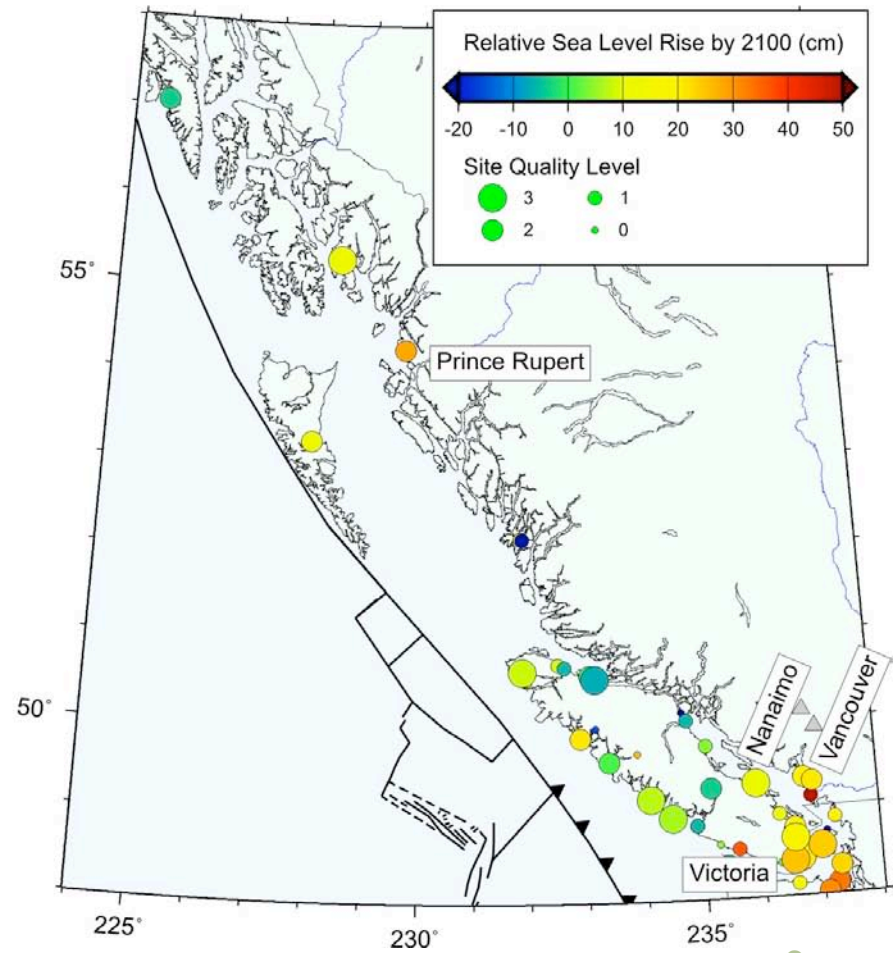 Relative Sea Level Rise by 2100 (cm)
-20 -10 0 10 20 30 40 50
Site Quality Level
3 1
2 0
55°
Prince Rupert
50°
Nanaimo
Vancouver
Victoria
225° 230° 235°